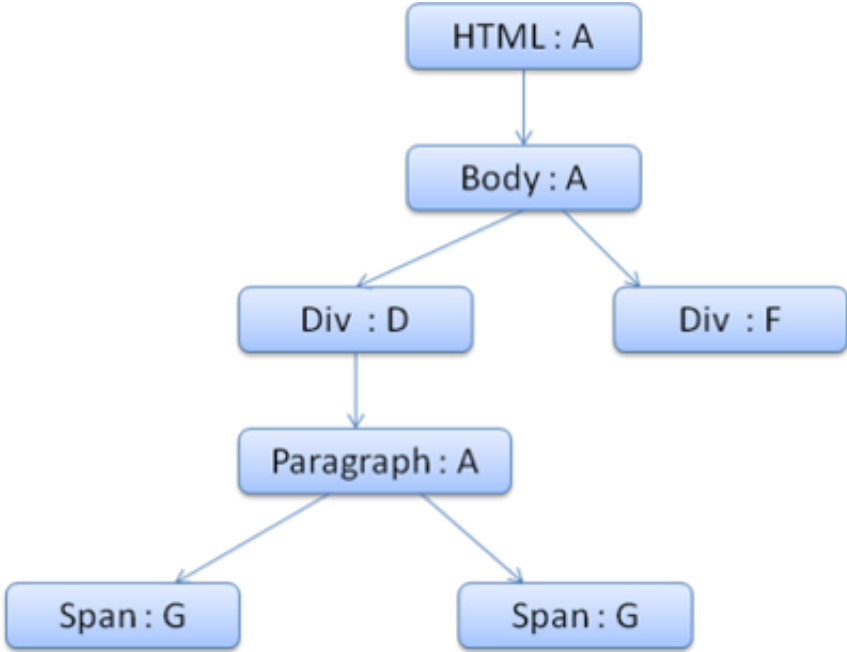 HTML : A
Body : A
Div : D
Div : F
Paragraph : A
Span : G
Span : G